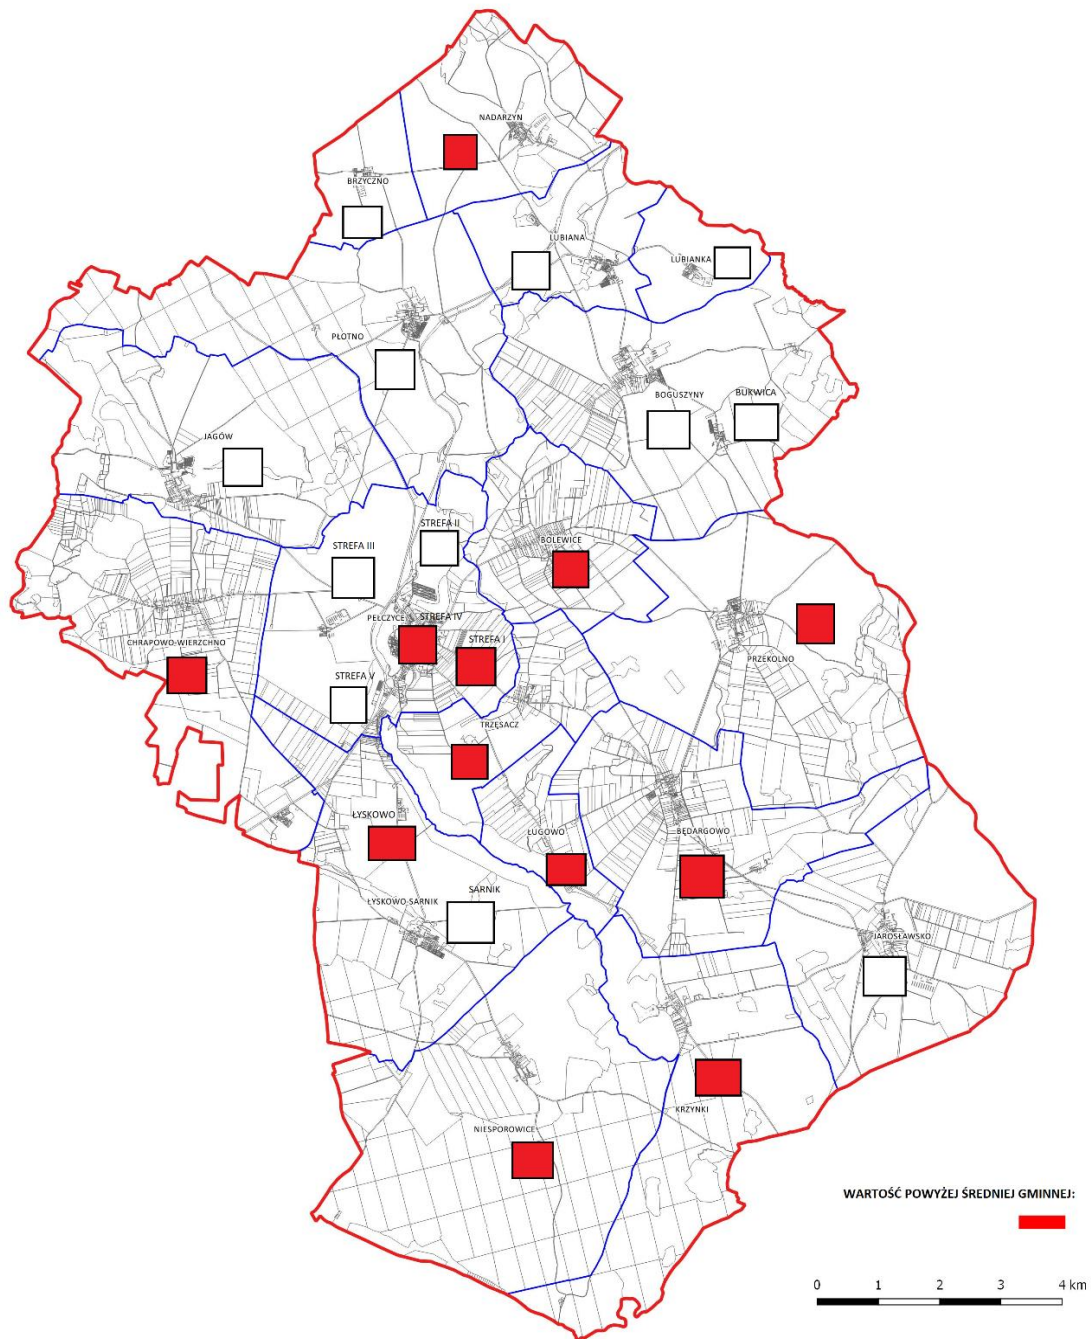 NADARZYN
BRZYCZNO
LUBIANA
LUBIANKA
PŁOTNO
BOGUSZYNY
BUKWICA
JAGÓW
STREFA II
STREFA III
BOLEWICE
PEŁCZYCE
STREFA IV
STREFA I
CHRAPOWO-WIERZCHNO
PRZEKOLNO
STREFA V
TRZĘSACZ
ŁYSKOWO
ŁUGOWO
BĘDARGOWO
SARNIK
ŁYSKOWO-SARNIK
JAROSŁAWSKO
KRZYNKI
NIESPOROWICE
WARTOŚĆ POWYŻEJ ŚREDNIEJ GMINNEJ:
0 1 2 3 4 km